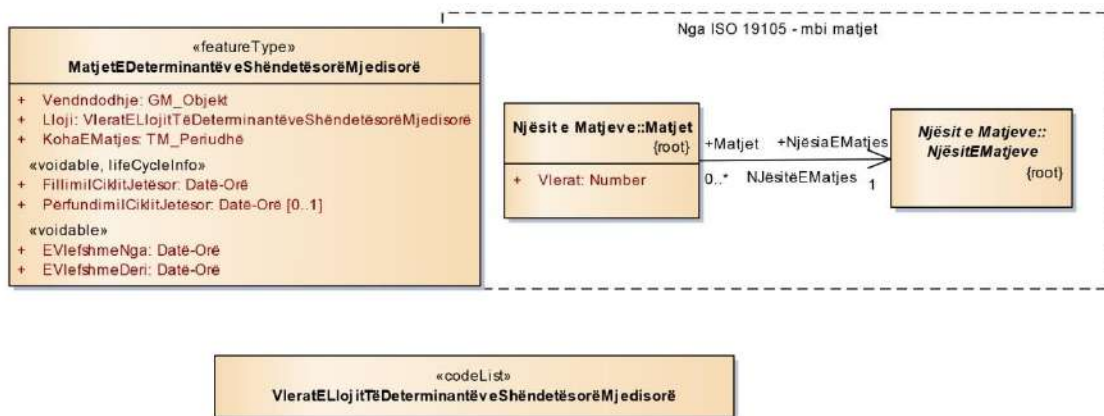 Nga ISO 19105 - mbi matjet
«featureType»
MatjetEDeterminantëveShëndetësorëMjedisorë
+ Vendndodhje: GM_Objekt
+ Lloji: VleratELlojitTëDeterminantëveShëndetësorëMjedisorë
+ KohaEMatjes: TM_Periudhë
«voidable, lifeCycleInfo»
+ FillimiICiklitJetësor: Datë-Orë
+ PërfundimiICiklitJetësor: Datë-Orë [0..1]
«voidable»
+ EVlefshmeNga: Datë-Orë
+ EVlefshmeDeri: Datë-Orë
Njësit e Matjeve::Matjet
{root}
+ Vlerat: Number
+Matjet +NjësiaEMatjes
0..* NJësitëEMatjes 1
Njësit e Matjeve::
NjësitEMatjeve
{root}
«codeList»
VleratELlojitTëDeterminantëveShëndetësorëMjedisorë